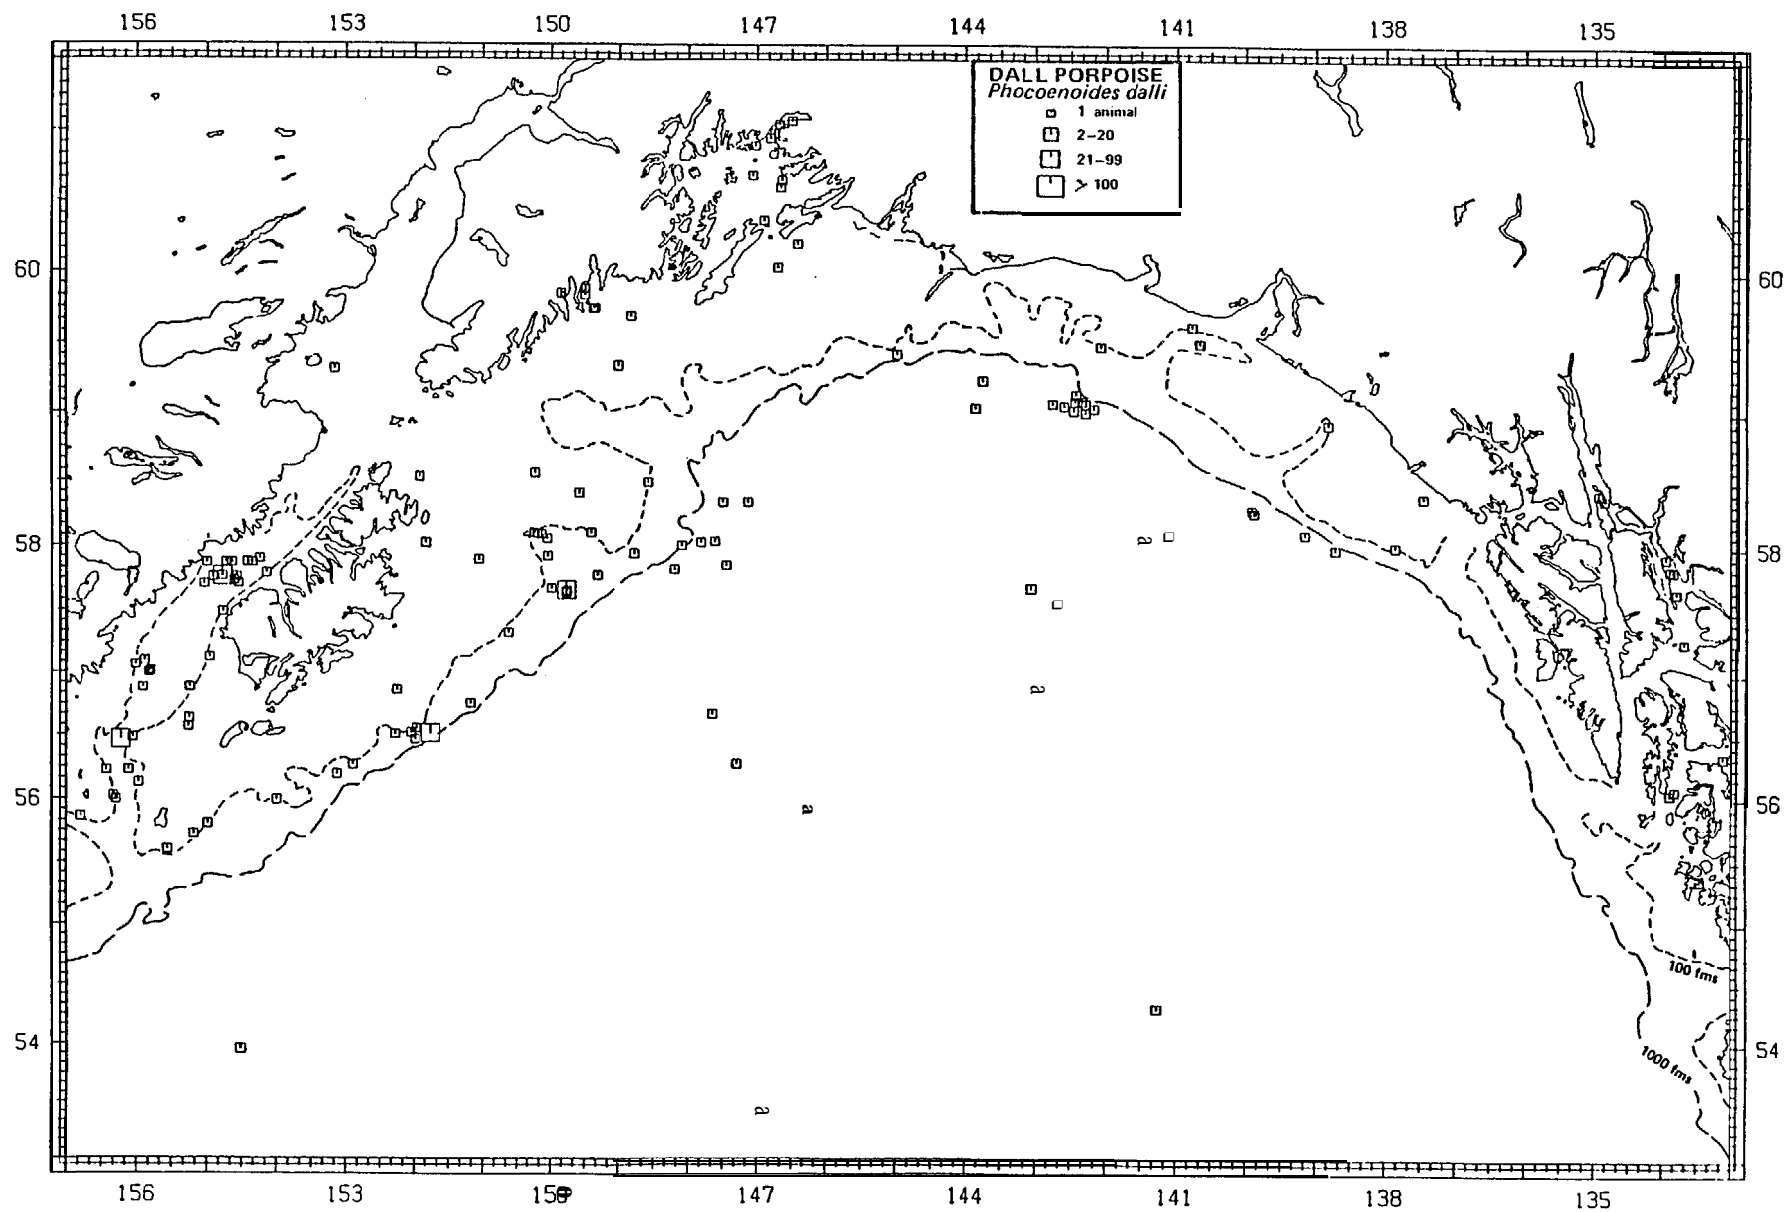 156 153 150 147 144 141 138 135
DALL PORPOISE
Phocoenoides dalli
1 animal
2-20
21-99
> 100
60 60
58 58
a
a
56 56
a
100 fms
54 54
1000 fms
a
156 153 150 147 144 141 138 135